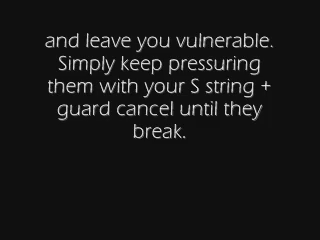 and leave you vulnerable.
Simply keep pressuring
them with your S string +
guard cancel until they
break.